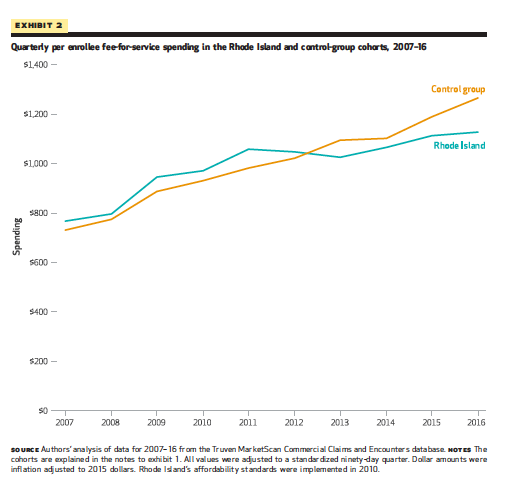 EXHIBIT 2
Quarterly per enrollee fee-for-service spending in the Rhode Island and control-group cohorts, 2007–16
$1,400
Control group
$1,200
Rhode Island
$1,000
$800
Spending
$600
$400
$200
$0
2007 2008 2009 2010 2011 2012 2013 2014 2015 2016
SOURCE Authors' analysis of data for 2007–16 from the Truven MarketScan Commercial Claims and Encounters database. NOTES The
cohorts are explained in the notes to exhibit 1. All values were adjusted to a standardized ninety-day quarter. Dollar amounts were
inflation adjusted to 2015 dollars. Rhode Island's affordability standards were implemented in 2010.